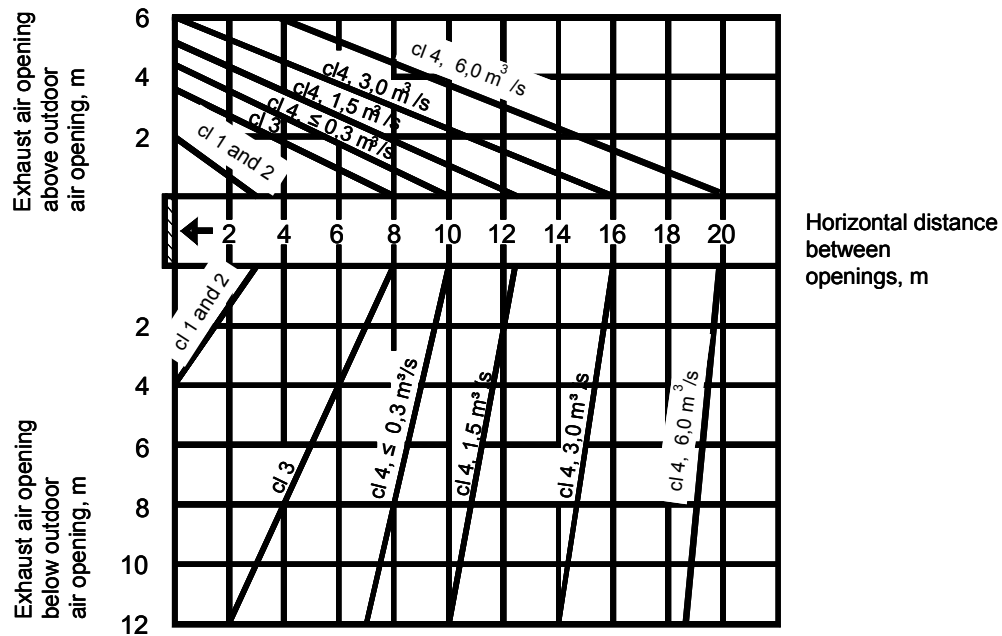 Exhaust air opening
above outdoor
air opening, m
6
4
2
cl 4, 6,0 m³/s
cl4, 3,0 m³/s
cl4, 1,5 m³/s
cl 4, ≤ 0,3 m³/s
cl 3
cl 1 and 2
2 4 6 8 10 12 14 16 18 20
Horizontal distance
between
openings, m
Exhaust air opening
below outdoor
air opening, m
2
4
6
8
10
12
cl 1 and 2
cl 3
cl 4, ≤ 0,3 m³/s
cl 4, 1,5 m³/s
cl 4, 3,0 m³/s
cl 4, 6,0 m³/s